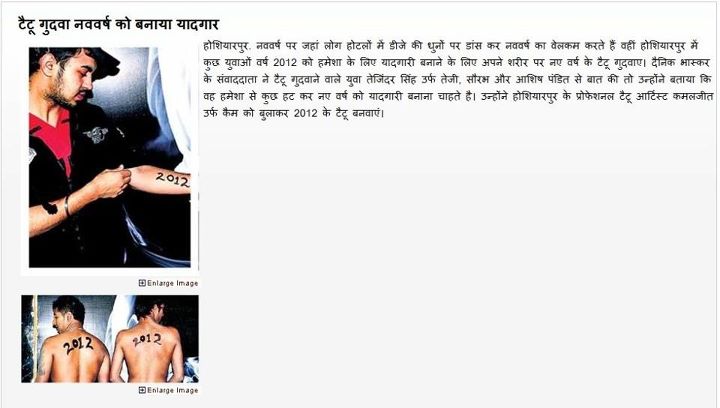 टैटू गुदवा नववर्ष को बनाया यादगार
होशियारपुर. नववर्ष पर जहां लोग होटलों में डीजे की धुनों पर डांस कर नववर्ष का वेलकम करते हैं वहीं होशियारपुर में
कुछ युवाओं वर्ष 2012 को हमेशा के लिए यादगारी बनाने के लिए अपने शरीर पर नए वर्ष के टैटू गुदवाए। दैनिक भास्कर
के संवाददाता ने टैटू गुदवाने वाले युवा तेजिंदर सिंह उर्फ तेजी, सौरभ और आशिष पंडित से बात की तो उन्होंने बताया कि
वह हमेशा से कुछ हट कर नए वर्ष को यादगारी बनाना चाहते है। उन्होंने होशियारपुर के प्रोफेशनल टैटू आर्टिस्ट कमलजीत
उर्फ कैम को बुलाकर 2012 के टैटू बनवाएं।
2012
Enlarge Image
2012 2012
Enlarge Image